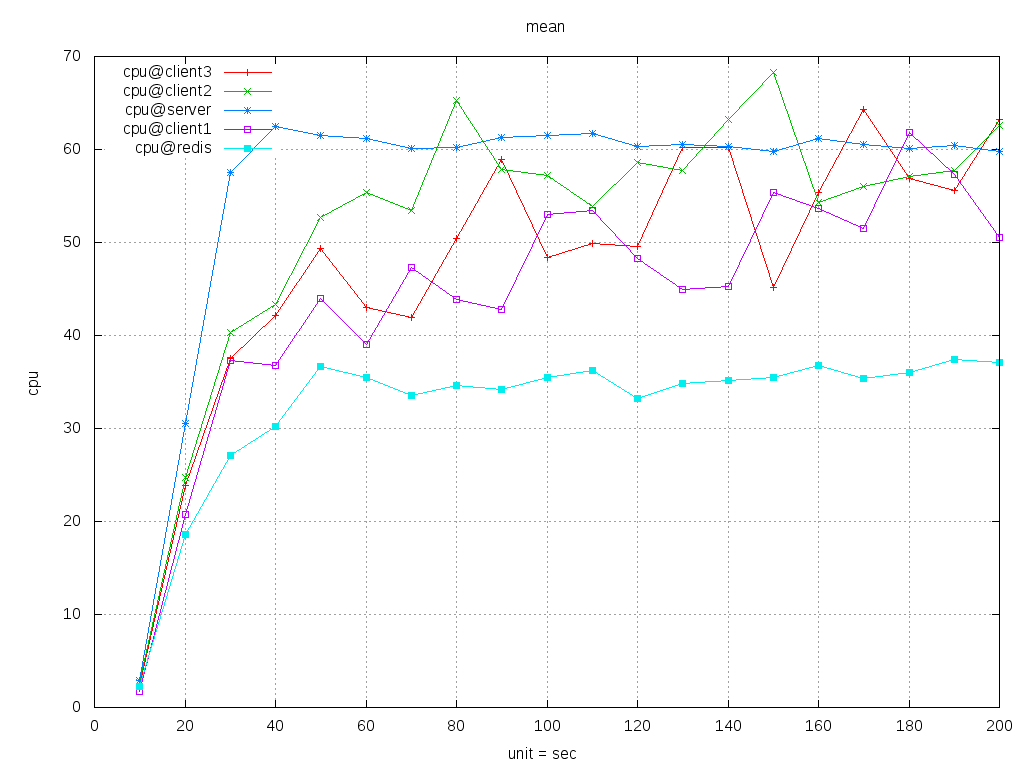 mean
70
60
50
40
30
20
10
0
cpu
cpu@client3
cpu@client2
cpu@server
cpu@client1
cpu@redis
0 20 40 60 80 100 120 140 160 180 200
unit = sec